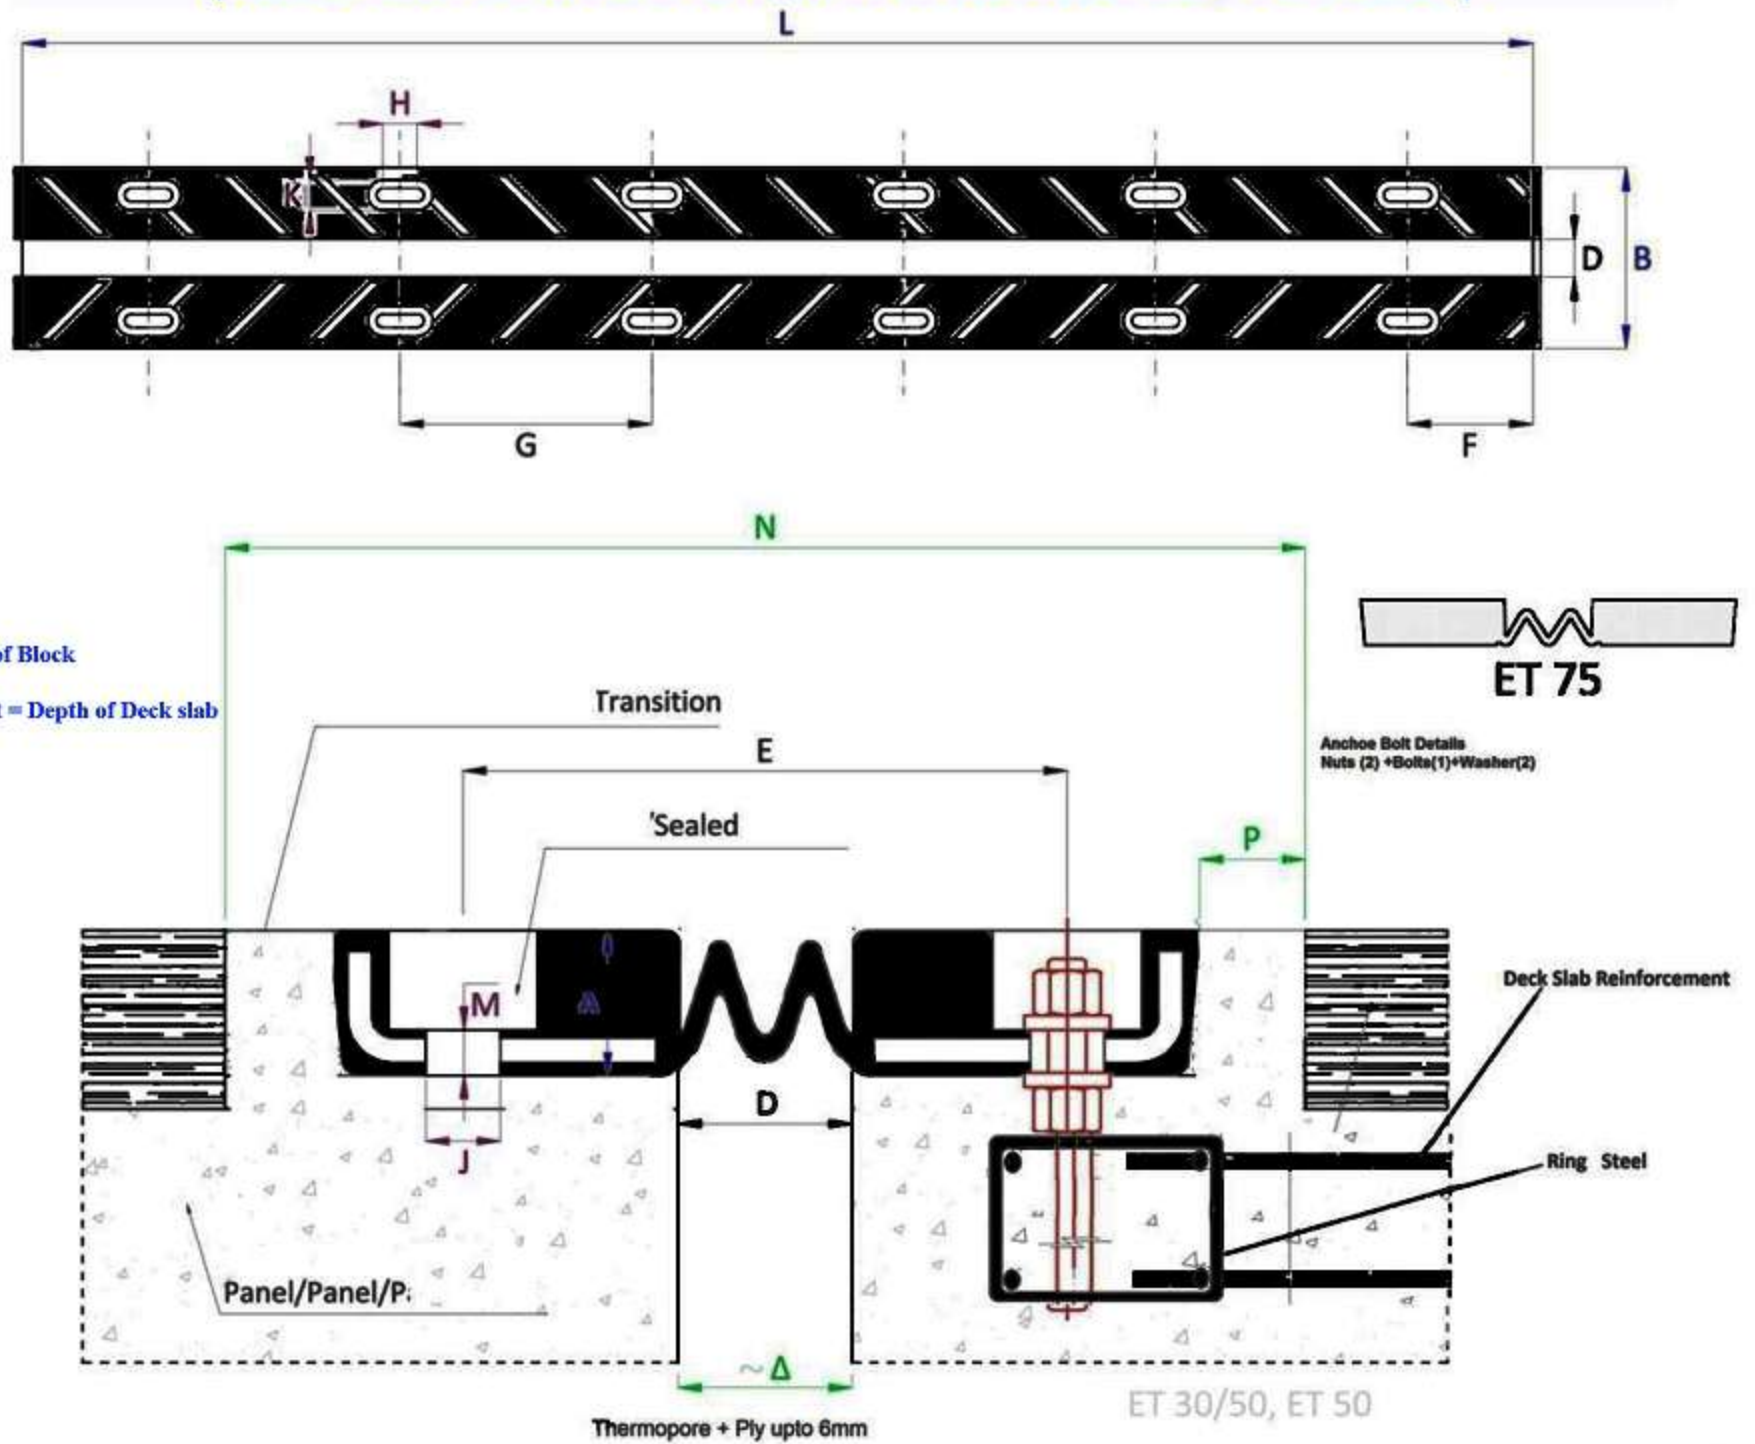 L
H
K
D
B
G
F
N
of Block
= Depth of Deck slab
ET 75
Transition
E
Anchoe Bolt Details
Nuts (2) +Bolts(1)+Washer(2)
'Sealed
P
M
A
Deck Slab Reinforcement
D
J
Ring Steel
Panel/Panel/P
~ Δ
ET 30/50, ET 50
Thermopore + Ply upto 6mm